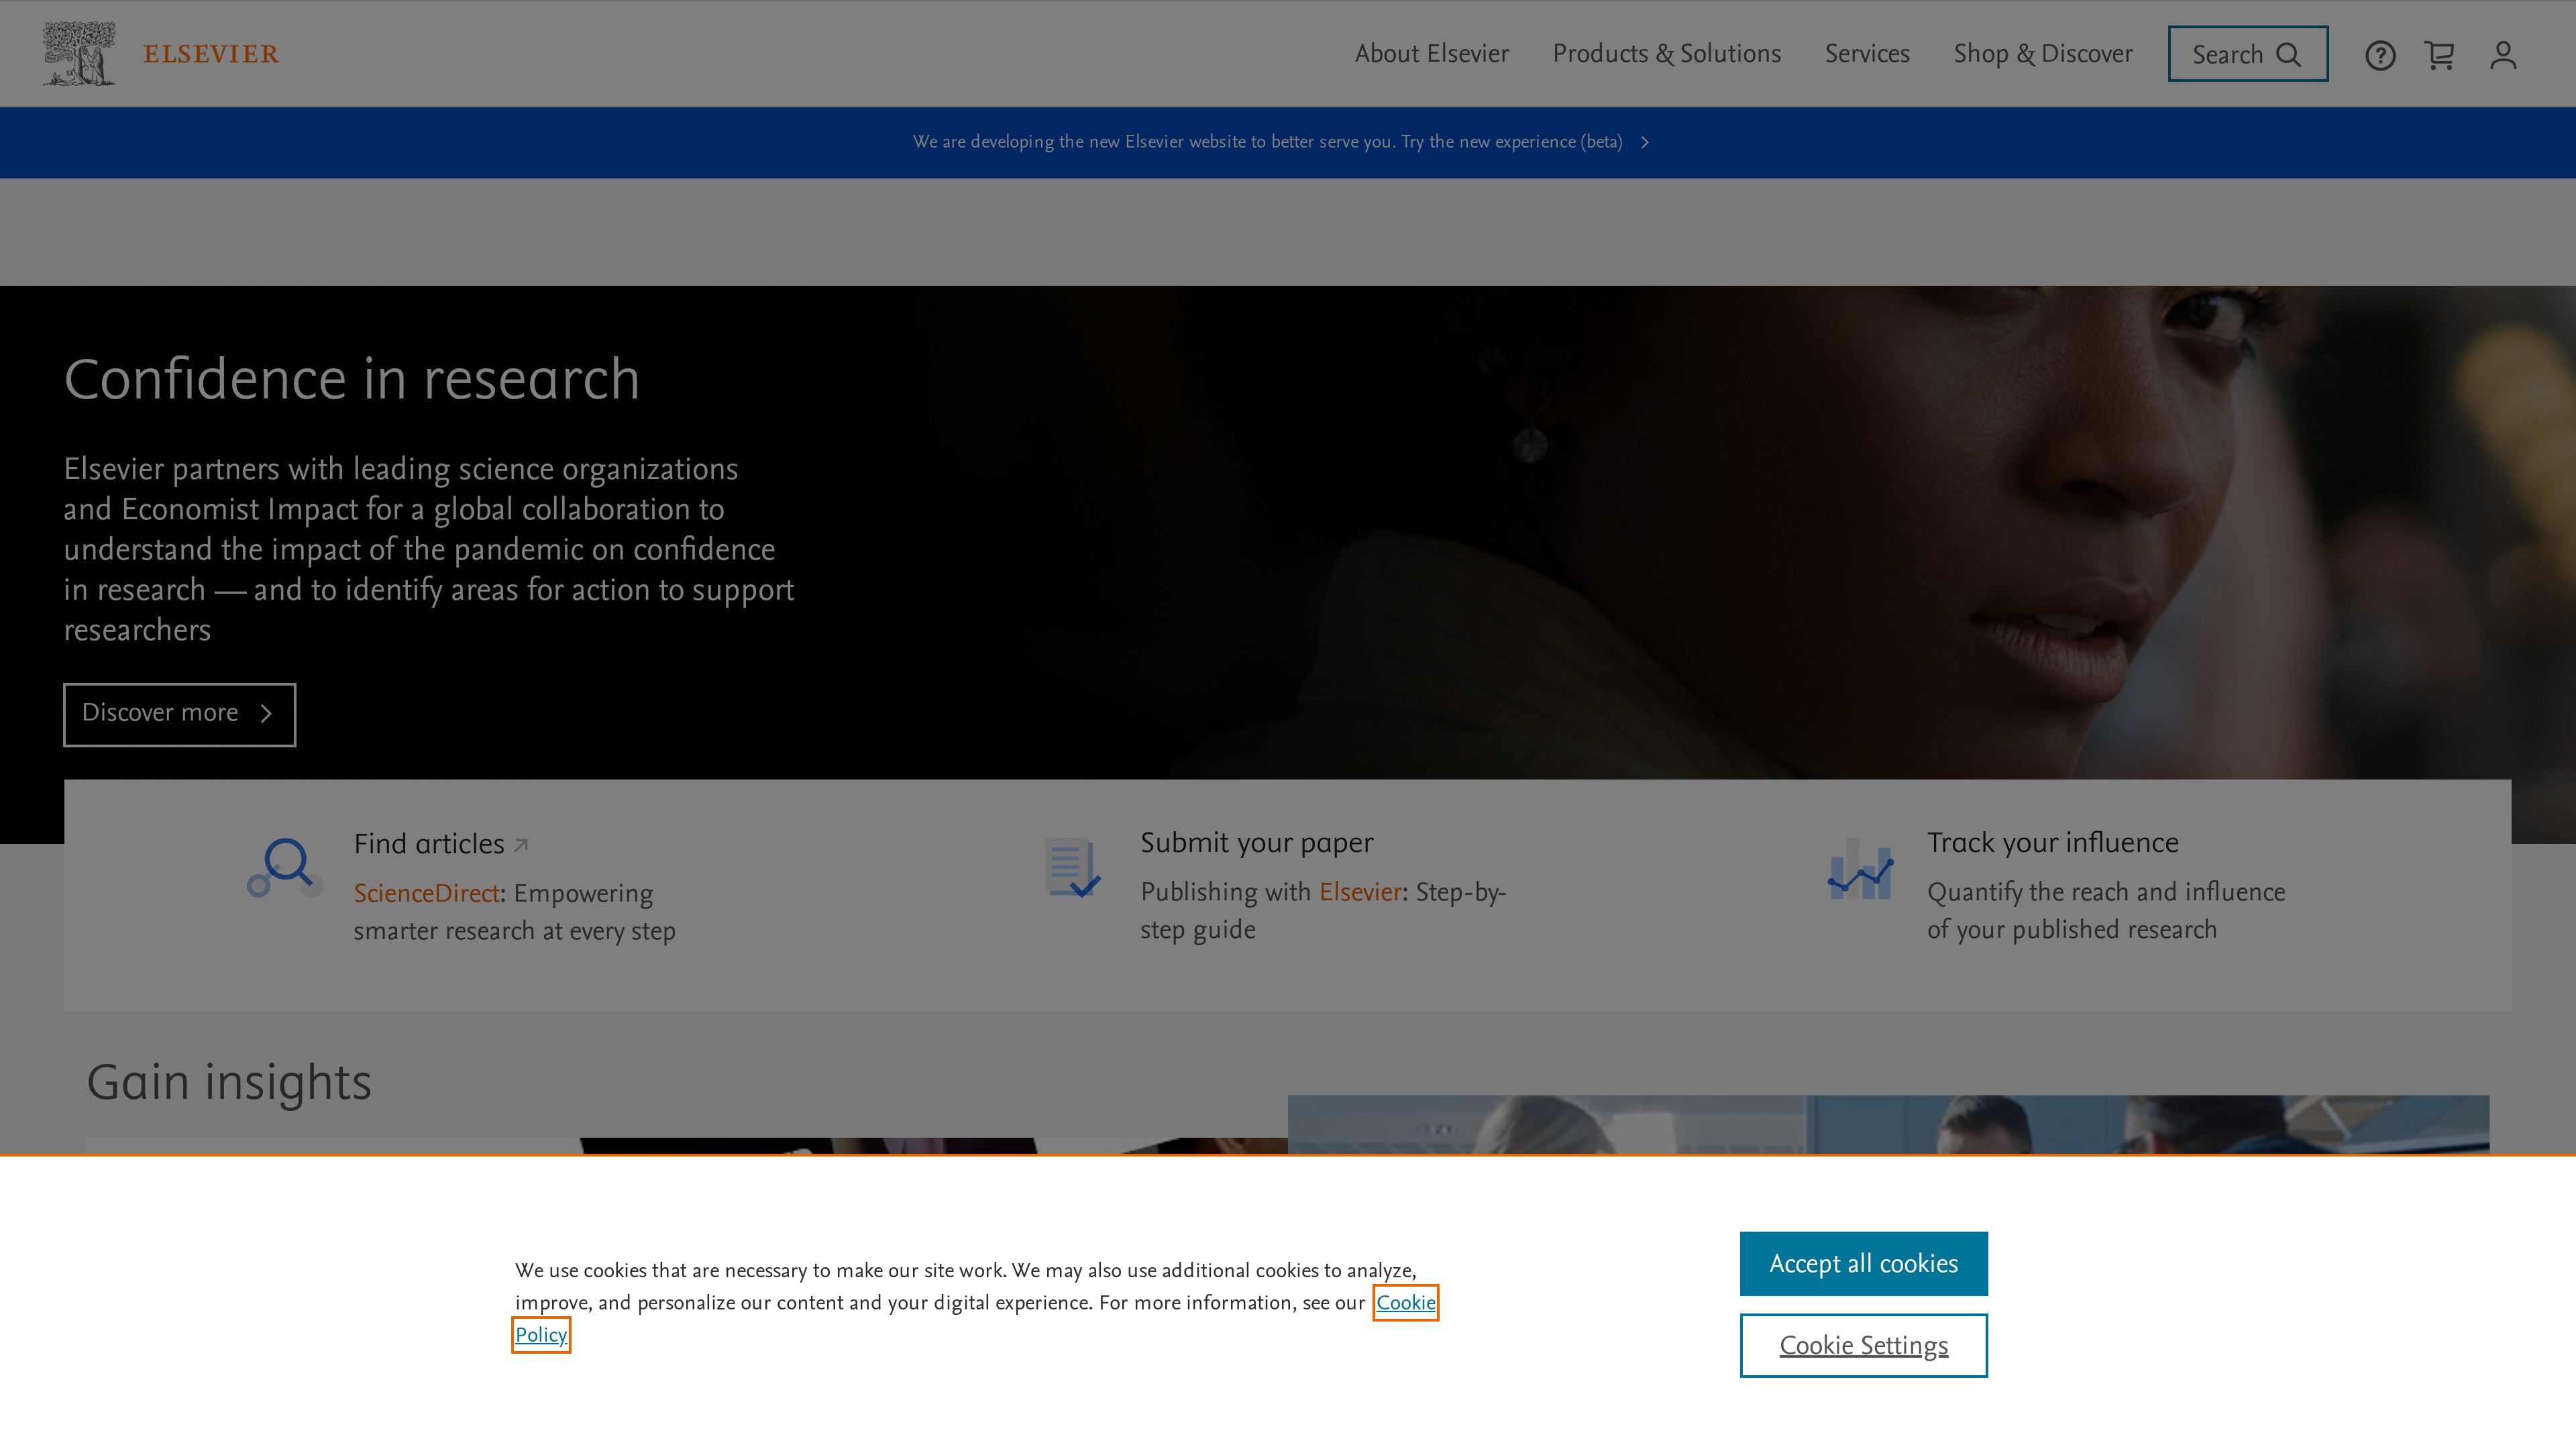 ELSEVIER
About Elsevier
Products & Solutions
Services
Shop & Discover
Search
We are developing the new Elsevier website to better serve you. Try the new experience (beta)
Confidence in research
Elsevier partners with leading science organizations
and Economist Impact for a global collaboration to
understand the impact of the pandemic on confidence
in research — and to identify areas for action to support
researchers
Discover more
Find articles
ScienceDirect: Empowering
smarter research at every step
Submit your paper
Publishing with Elsevier: Step-by-
step guide
Track your influence
Quantify the reach and influence
of your published research
Gain insights
We use cookies that are necessary to make our site work. We may also use additional cookies to analyze,
improve, and personalize our content and your digital experience. For more information, see our Cookie
Policy
Accept all cookies
Cookie Settings